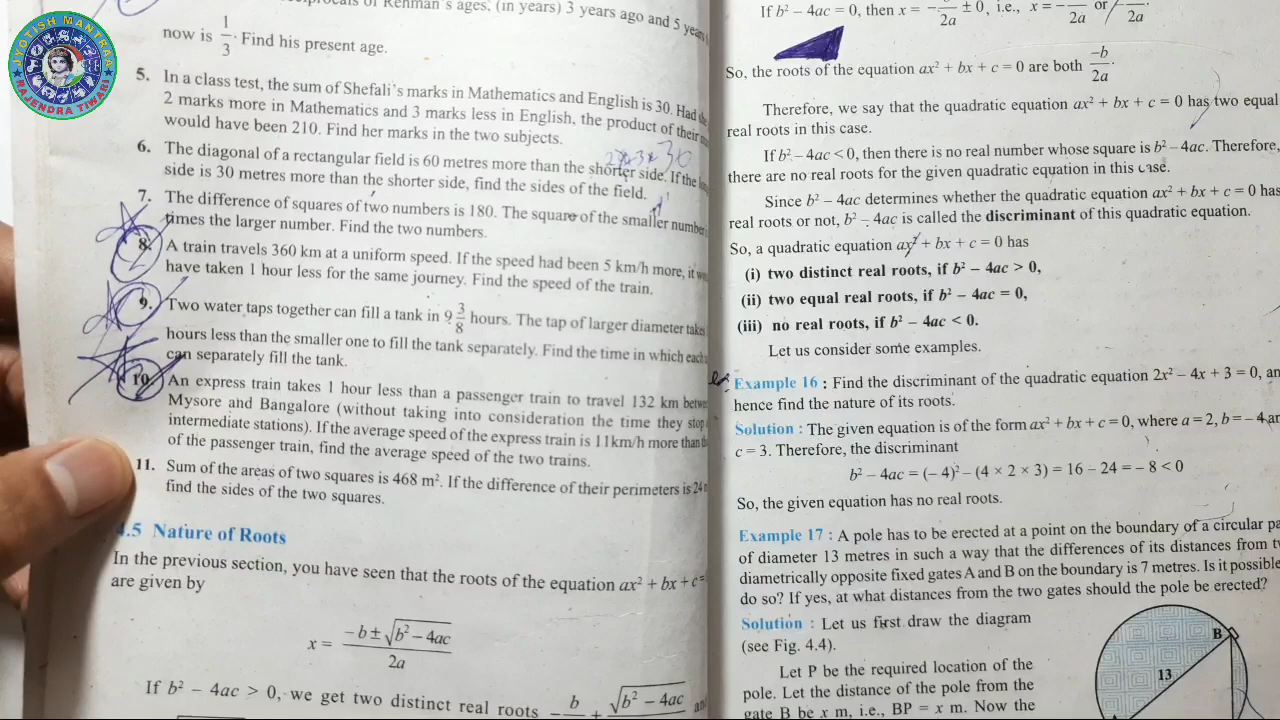 JYOTISH MANTRAA
RAJENDRA TIWARI
of Rehman's ages, (in years) 3 years ago and 5 years
now is 1/3. Find his present age.
5. In a class test, the sum of Shefali's marks in Mathematics and English is 30. Had she
2 marks more in Mathematics and 3 marks less in English, the product of their
would have been 210. Find her marks in the two subjects.
6. The diagonal of a rectangular field is 60 metres more than the shorter side. If the
side is 30 metres more than the shorter side, find the sides of the field.
7. The difference of squares of two numbers is 180. The square of the smaller number
times the larger number. Find the two numbers.
8. A train travels 360 km at a uniform speed. If the speed had been 5 km/h more, it
have taken 1 hour less for the same journey. Find the speed of the train.
9. Two water taps together can fill a tank in 9 3/8 hours. The tap of larger diameter takes
hours less than the smaller one to fill the tank separately. Find the time in which each
can separately fill the tank.
10. An express train takes 1 hour less than a passenger train to travel 132 km
Mysore and Bangalore (without taking into consideration the time they stop
intermediate stations). If the average speed of the express train is 11km/h more than
of the passenger train, find the average speed of the two trains.
11. Sum of the areas of two squares is 468 m². If the difference of their perimeters is 24
find the sides of the two squares.
4.5 Nature of Roots
In the previous section, you have seen that the roots of the equation ax² + bx + c =
are given by
x = (−b ± √(b² − 4ac))/2a
If b² − 4ac > 0, we get two distinct real roots −b/ + √(b² − 4ac) and
If b² − 4ac = 0, then x = − /2a ± 0, i.e., x = − /2a or − /2a.
So, the roots of the equation ax² + bx + c = 0 are both −b/2a.
Therefore, we say that the quadratic equation ax² + bx + c = 0 has two equal
real roots in this case.
If b² − 4ac < 0, then there is no real number whose square is b² − 4ac. Therefore,
there are no real roots for the given quadratic equation in this case.
Since b² − 4ac determines whether the quadratic equation ax² + bx + c = 0 has
real roots or not, b² − 4ac is called the discriminant of this quadratic equation.
So, a quadratic equation ax² + bx + c = 0 has
(i) two distinct real roots, if b² − 4ac > 0,
(ii) two equal real roots, if b² − 4ac = 0,
(iii) no real roots, if b² − 4ac < 0.
Let us consider some examples.
Example 16 : Find the discriminant of the quadratic equation 2x² − 4x + 3 = 0, an
hence find the nature of its roots.
Solution : The given equation is of the form ax² + bx + c = 0, where a = 2, b = − 4 an
c = 3. Therefore, the discriminant
b² − 4ac = (− 4)² − (4 × 2 × 3) = 16 − 24 = − 8 < 0
So, the given equation has no real roots.
Example 17 : A pole has to be erected at a point on the boundary of a circular pa
of diameter 13 metres in such a way that the differences of its distances from tw
diametrically opposite fixed gates A and B on the boundary is 7 metres. Is it possible
do so? If yes, at what distances from the two gates should the pole be erected?
Solution : Let us first draw the diagram
(see Fig. 4.4).
Let P be the required location of the
pole. Let the distance of the pole from the
gate B be x m, i.e., BP = x m. Now the
B
13